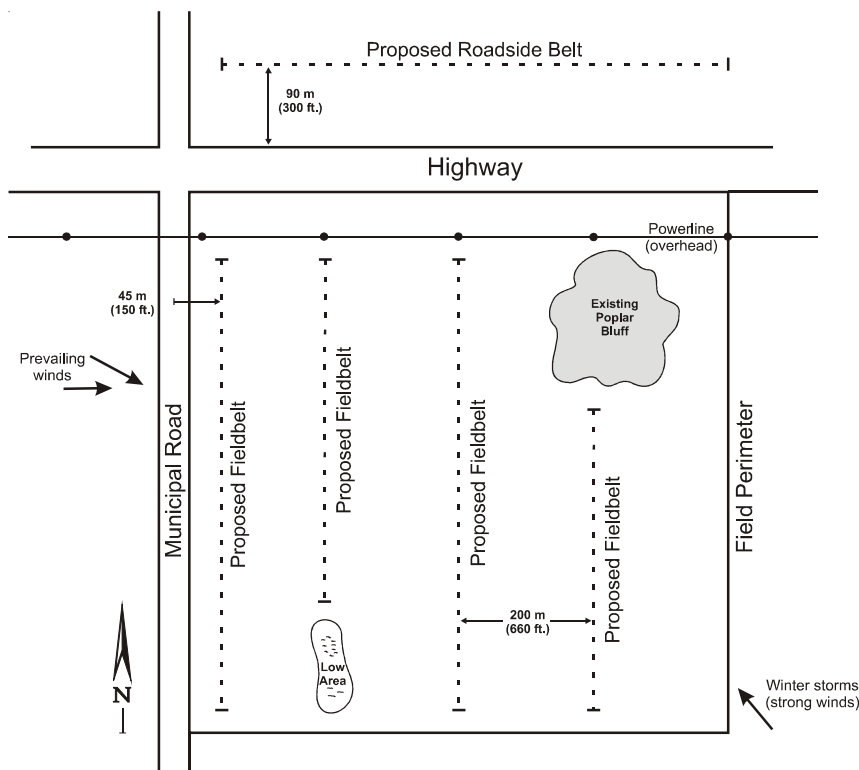 Proposed Roadside Belt
90 m
(300 ft.)
Highway
Powerline
(overhead)
45 m
(150 ft.)
Existing
Poplar
Bluff
Prevailing
winds
Municipal Road
Proposed Fieldbelt
Proposed Fieldbelt
Proposed Fieldbelt
Proposed Fieldbelt
Field Perimeter
200 m
(660 ft.)
Low
Area
N
Winter storms
(strong winds)